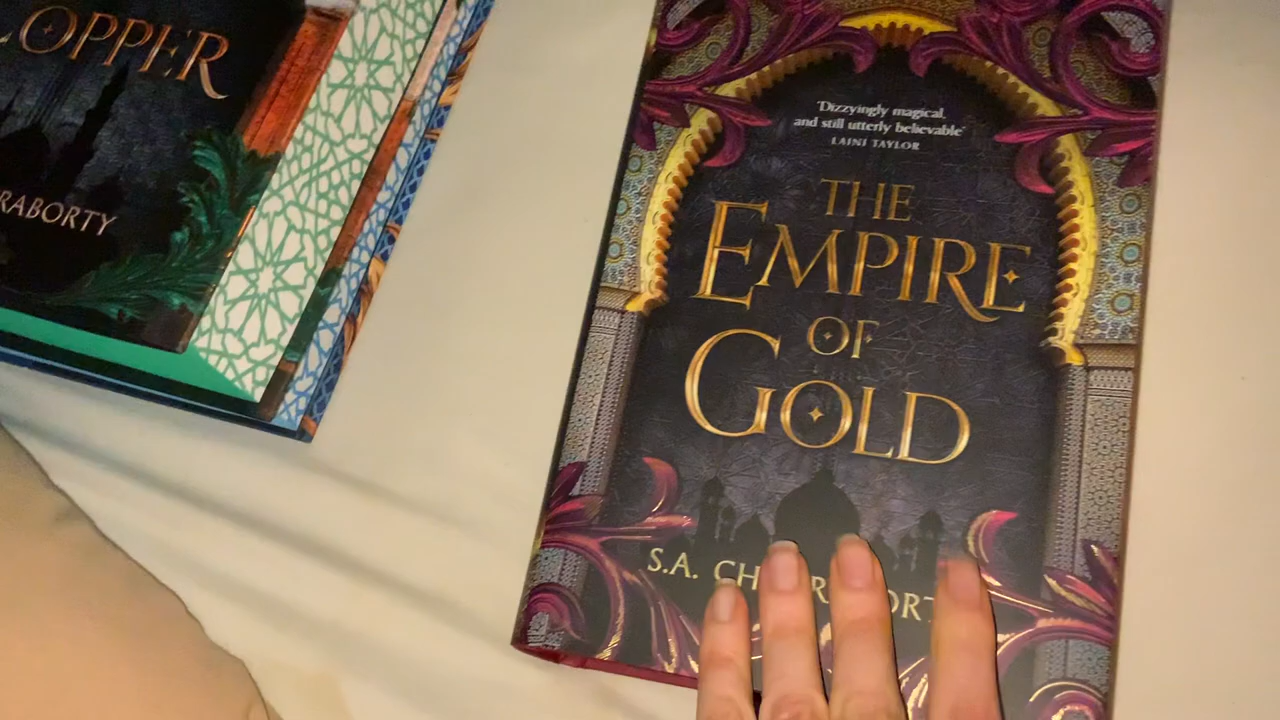 OPPER
RABORTY
'Dizzyingly magical,
and still utterly believable'
LAINI TAYLOR
THE
EMPIRE
OF
GOLD
S.A. CH